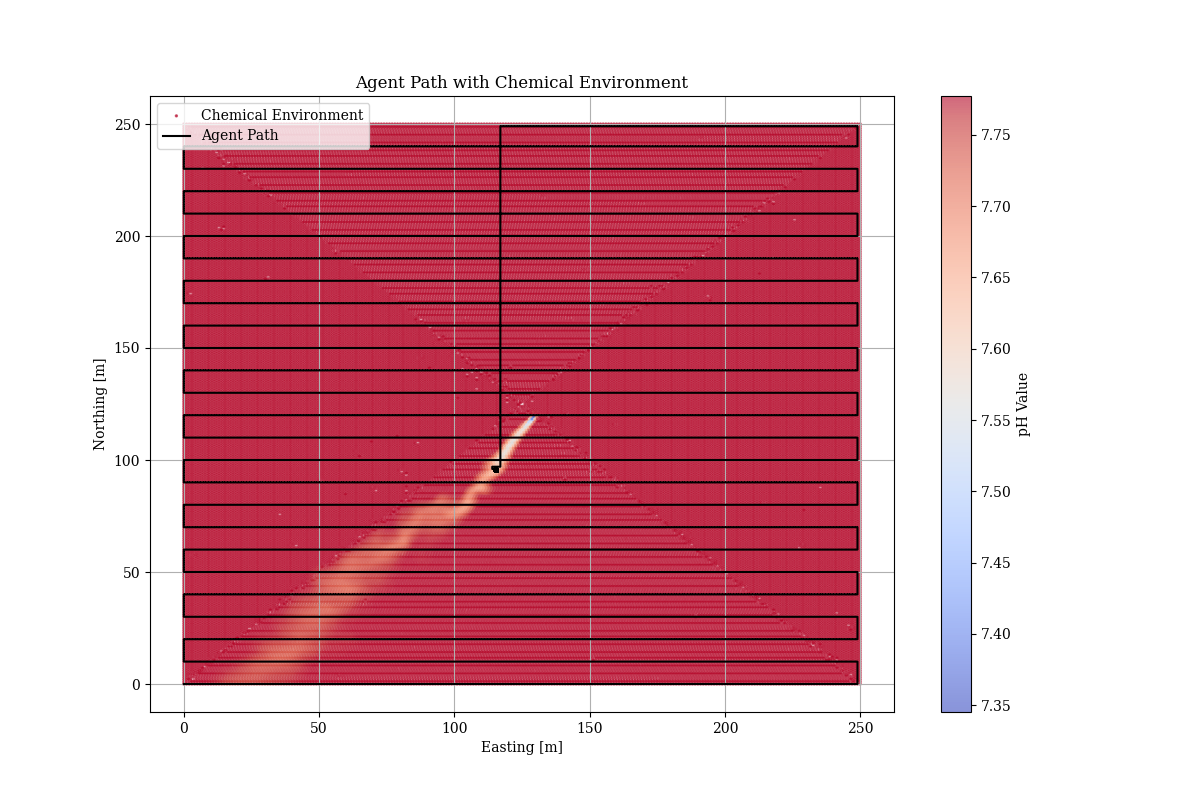 Agent Path with Chemical Environment
Chemical Environment
Agent Path
250
200
150
100
50
0
Northing [m]
0 50 100 150 200 250
Easting [m]
7.75
7.70
7.65
7.60
7.55
7.50
7.45
7.40
7.35
pH Value